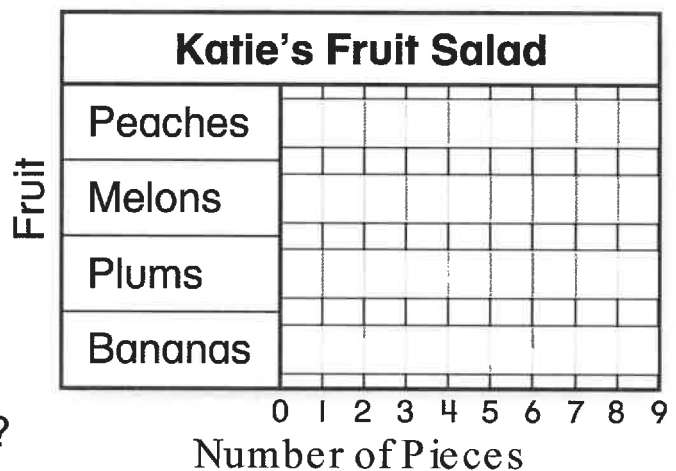 Katie's Fruit Salad
Fruit
Peaches
Melons
Plums
Bananas
0 1 2 3 4 5 6 7 8 9
?
Number of Pieces